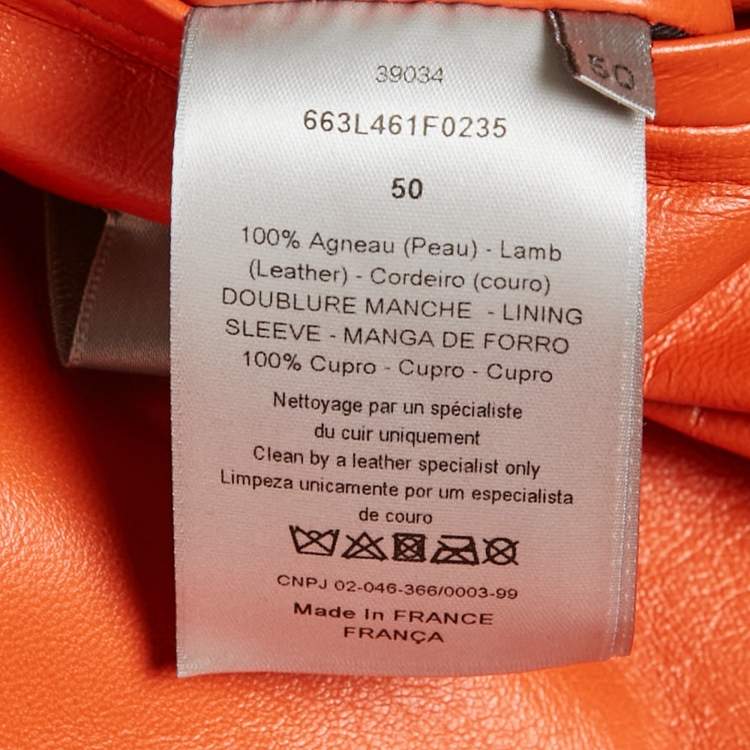 50
39034
663L461F0235
50
100% Agneau (Peau) - Lamb
(Leather) - Cordeiro (couro)
DOUBLURE MANCHE - LINING
SLEEVE - MANGA DE FORRO
100% Cupro - Cupro - Cupro
Nettoyage par un spécialiste
du cuir uniquement
Clean by a leather specialist only
Limpeza unicamente por um especialista
de couro
CNPJ 02-046-366/0003-99
Made In FRANCE
FRANÇA